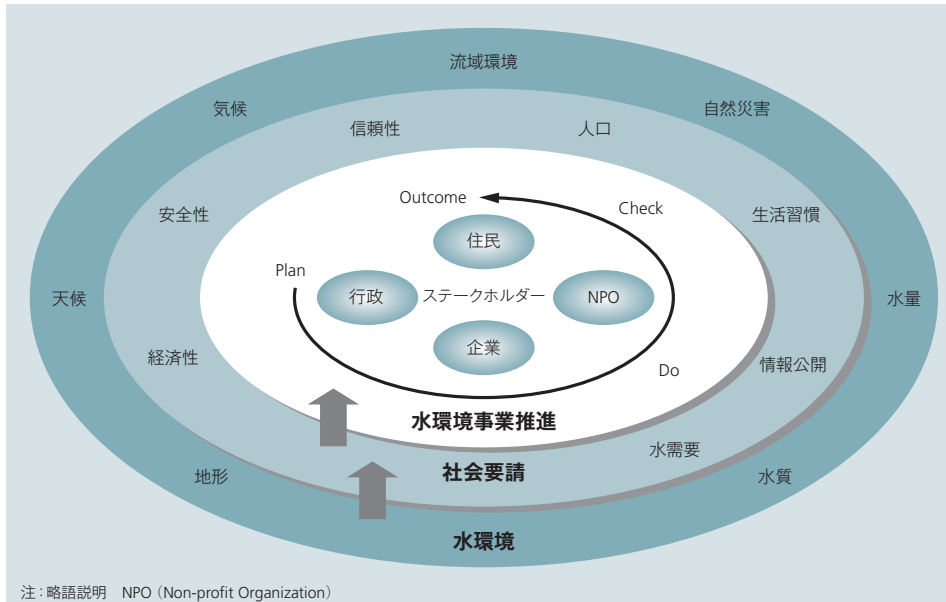 流域環境
気候
自然災害
信頼性
人口
Outcome
Check
安全性
生活習慣
住民
Plan
天候
行政
ステークホルダー
NPO
水量
企業
経済性
Do
情報公開
水環境事業推進
水需要
社会要請
地形
水質
水環境
注：略語説明　NPO（Non-profit Organization）